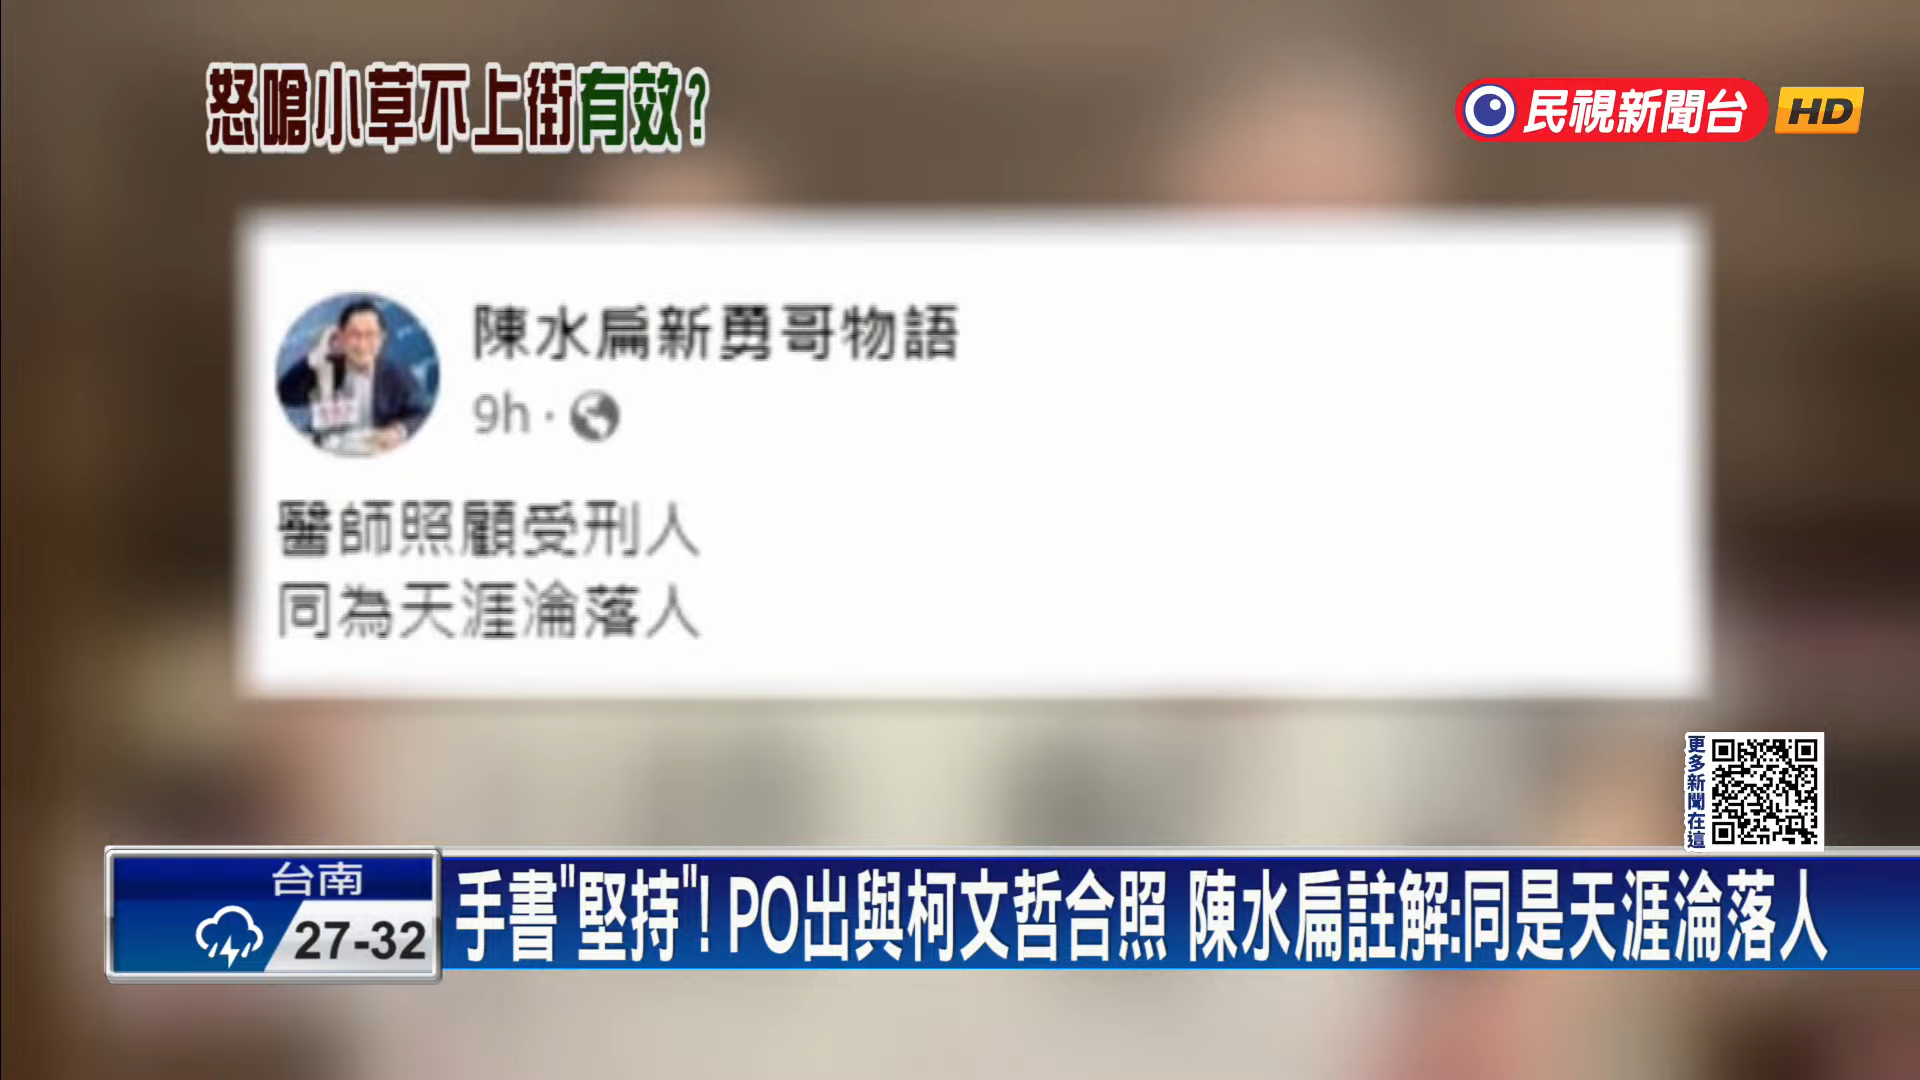 怒嗆小草不上街有效?
民視新聞台 HD
陳水扁新勇哥物語
9h ·
醫師照顧受刑人
同為天涯淪落人
更多新聞在這
台南
27-32
手書"堅持"! PO出與柯文哲合照 陳水扁註解:同是天涯淪落人